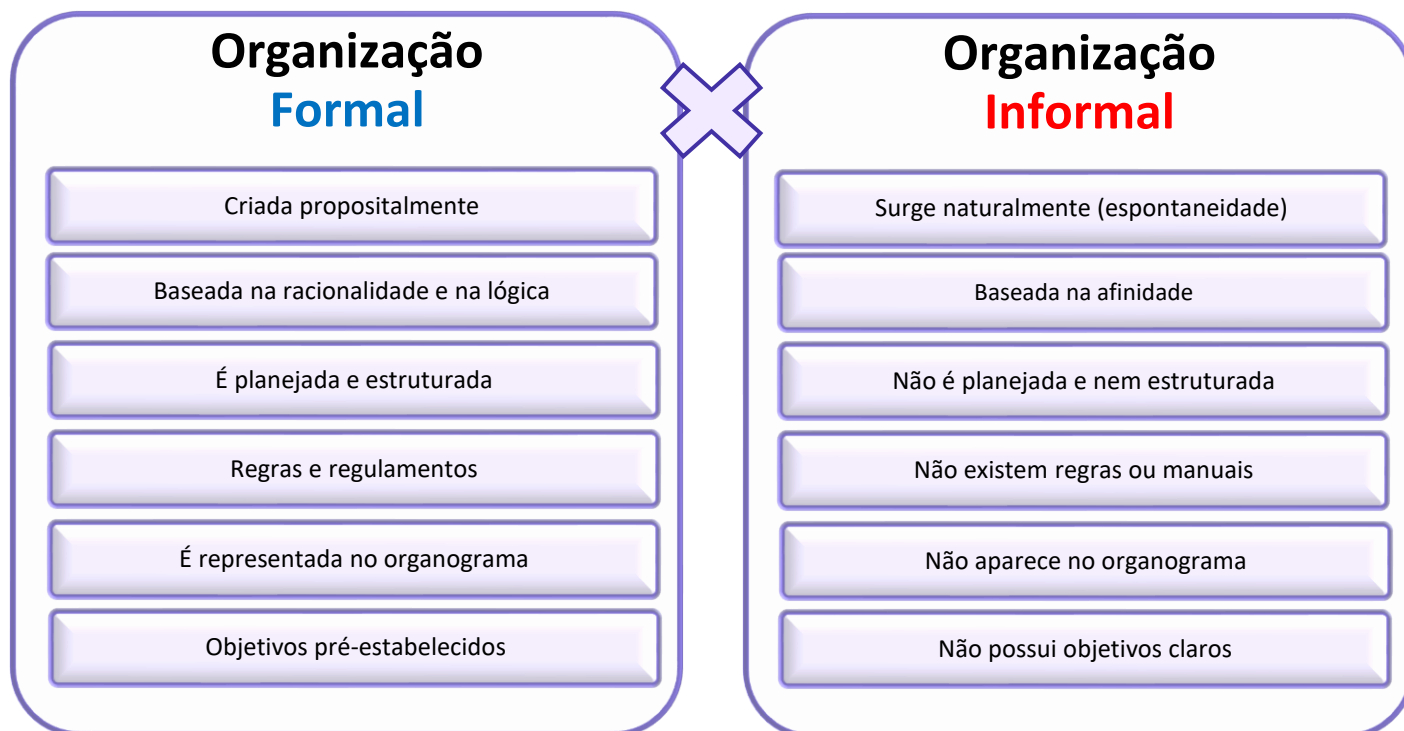 Organização
Formal
Criada propositalmente
Baseada na racionalidade e na lógica
É planejada e estruturada
Regras e regulamentos
É representada no organograma
Objetivos pré-estabelecidos
Organização
Informal
Surge naturalmente (espontaneidade)
Baseada na afinidade
Não é planejada e nem estruturada
Não existem regras ou manuais
Não aparece no organograma
Não possui objetivos claros